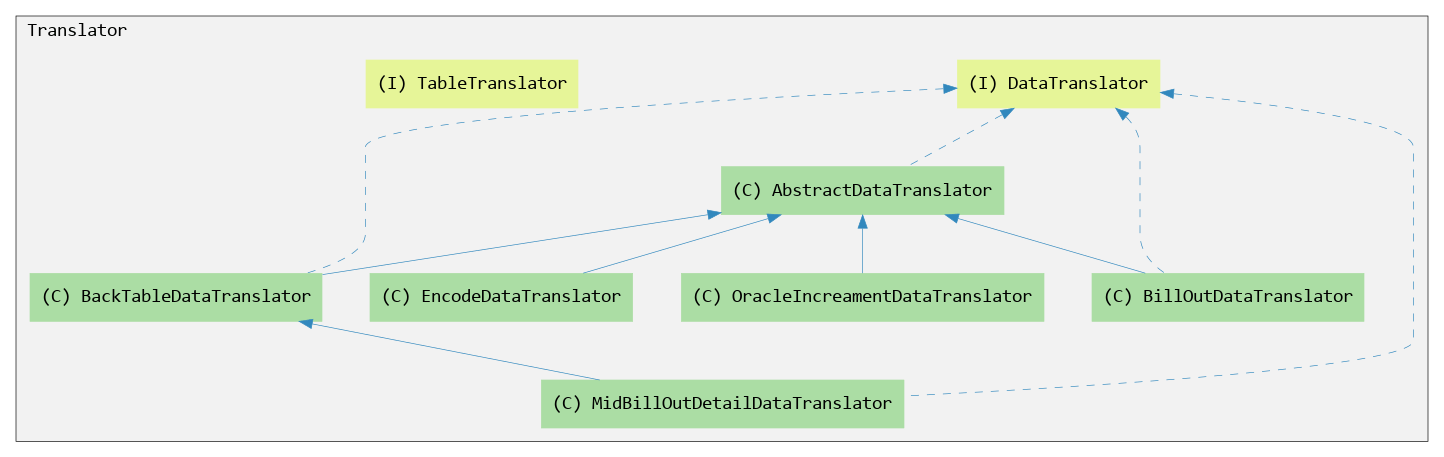 Translator
(I) TableTranslator
(I) DataTranslator
(C) AbstractDataTranslator
(C) BackTableDataTranslator
(C) EncodeDataTranslator
(C) OracleIncreamentDataTranslator
(C) BillOutDataTranslator
(C) MidBillOutDetailDataTranslator